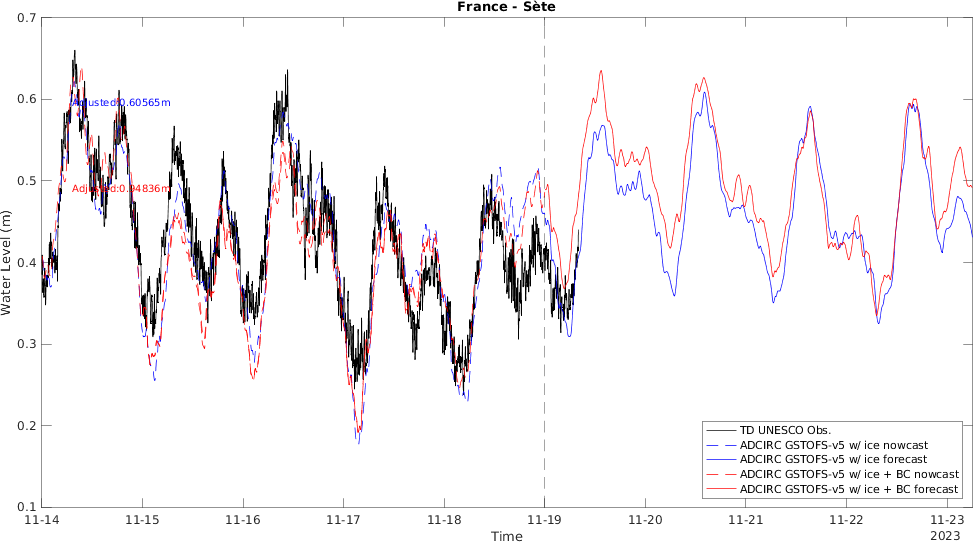 France - Sète
0.7
0.6
0.5
0.4
0.3
0.2
0.1
Water Level (m)
Adjusted:0.60565m
Adjusted:0.94836m
TD UNESCO Obs.
ADCIRC GSTOFS-v5 w/ ice nowcast
ADCIRC GSTOFS-v5 w/ ice forecast
ADCIRC GSTOFS-v5 w/ ice + BC nowcast
ADCIRC GSTOFS-v5 w/ ice + BC forecast
11-14 11-15 11-16 11-17 11-18 11-19 11-20 11-21 11-22 11-23
2023
Time